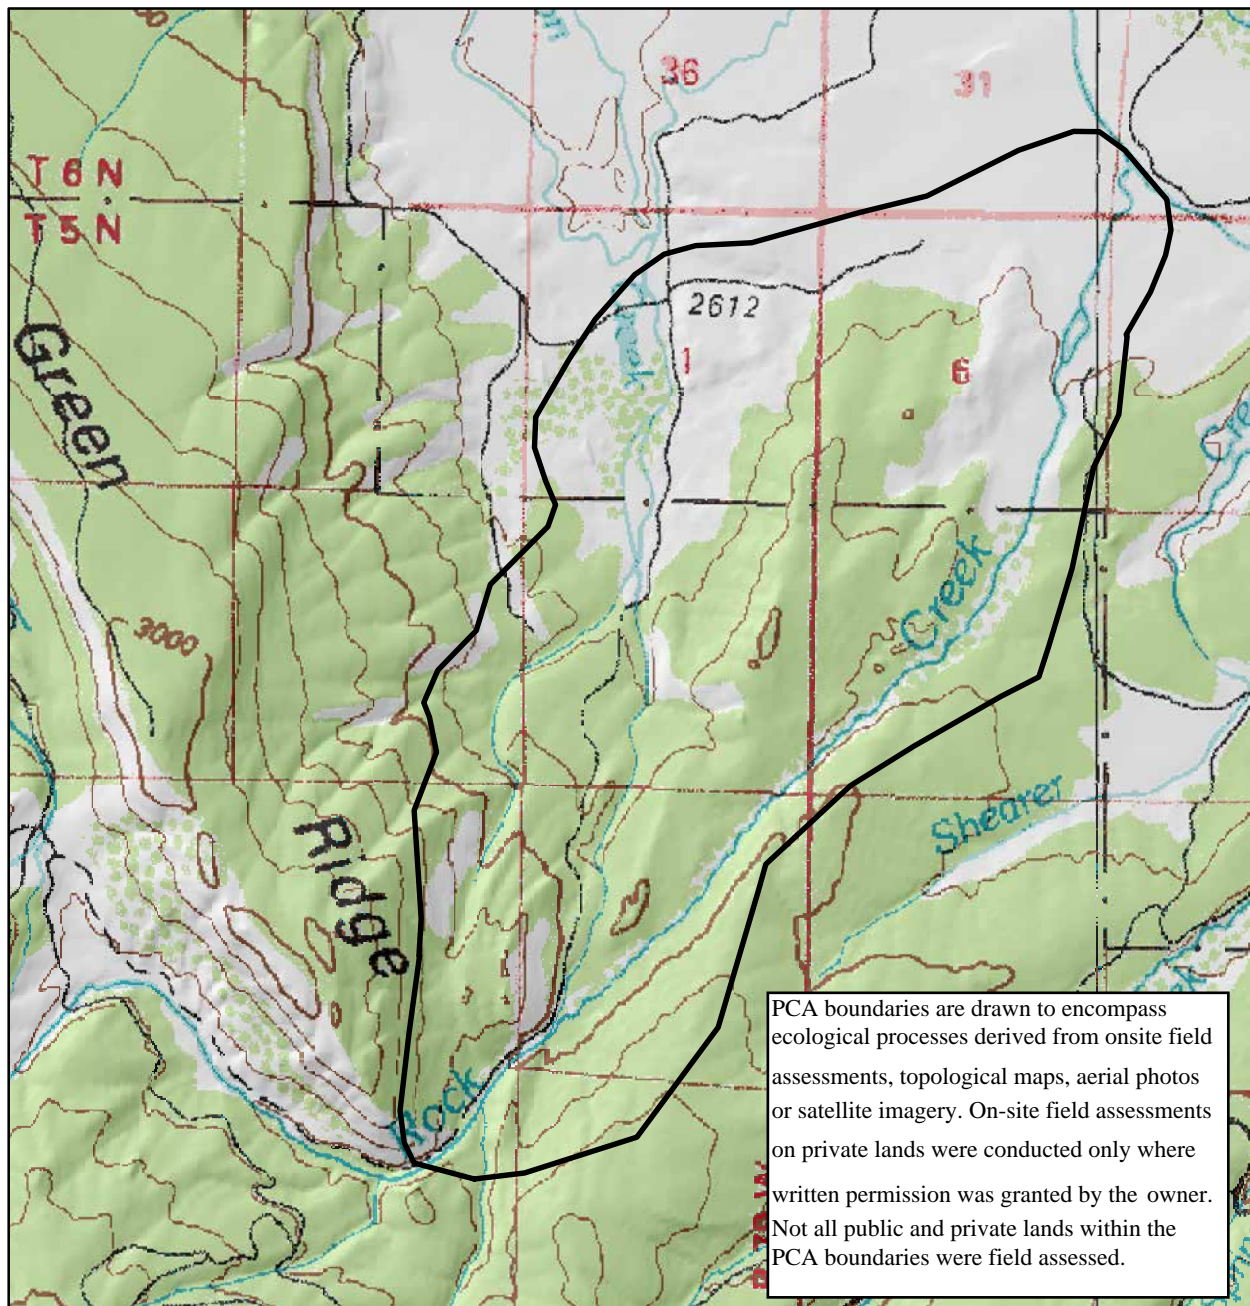 36
31
T 6 N
T 5 N
2612
1
6
Green
Creek
3000
Ridge
Shearer
Rock
PCA boundaries are drawn to encompass
ecological processes derived from onsite field
assessments, topological maps, aerial photos
or satellite imagery. On-site field assessments
on private lands were conducted only where
written permission was granted by the owner.
Not all public and private lands within the
PCA boundaries were field assessed.